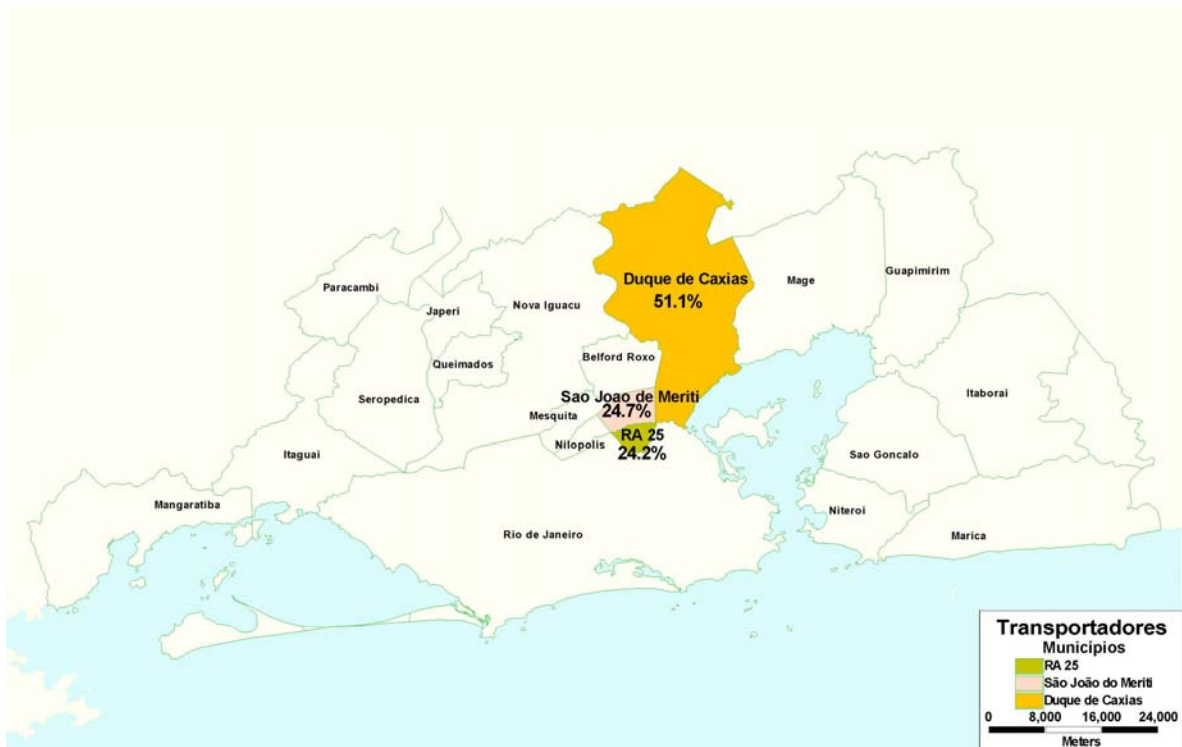 Duque de Caxias
51.1%
Mage
Guapimirim
Paracambi
Japeri
Nova Iguacu
Belford Roxo
Queimados
Itaborai
Seropedica
Sao Joao de Meriti
24.7%
Mesquita
RA 25
24.2%
Nilopolis
Itaguai
Sao Goncalo
Mangaratiba
Niteroi
Rio de Janeiro
Marica
Transportadores
Municípios
RA 25
São João do Meriti
Duque de Caxias
0 8,000 16,000 24,000
Meters